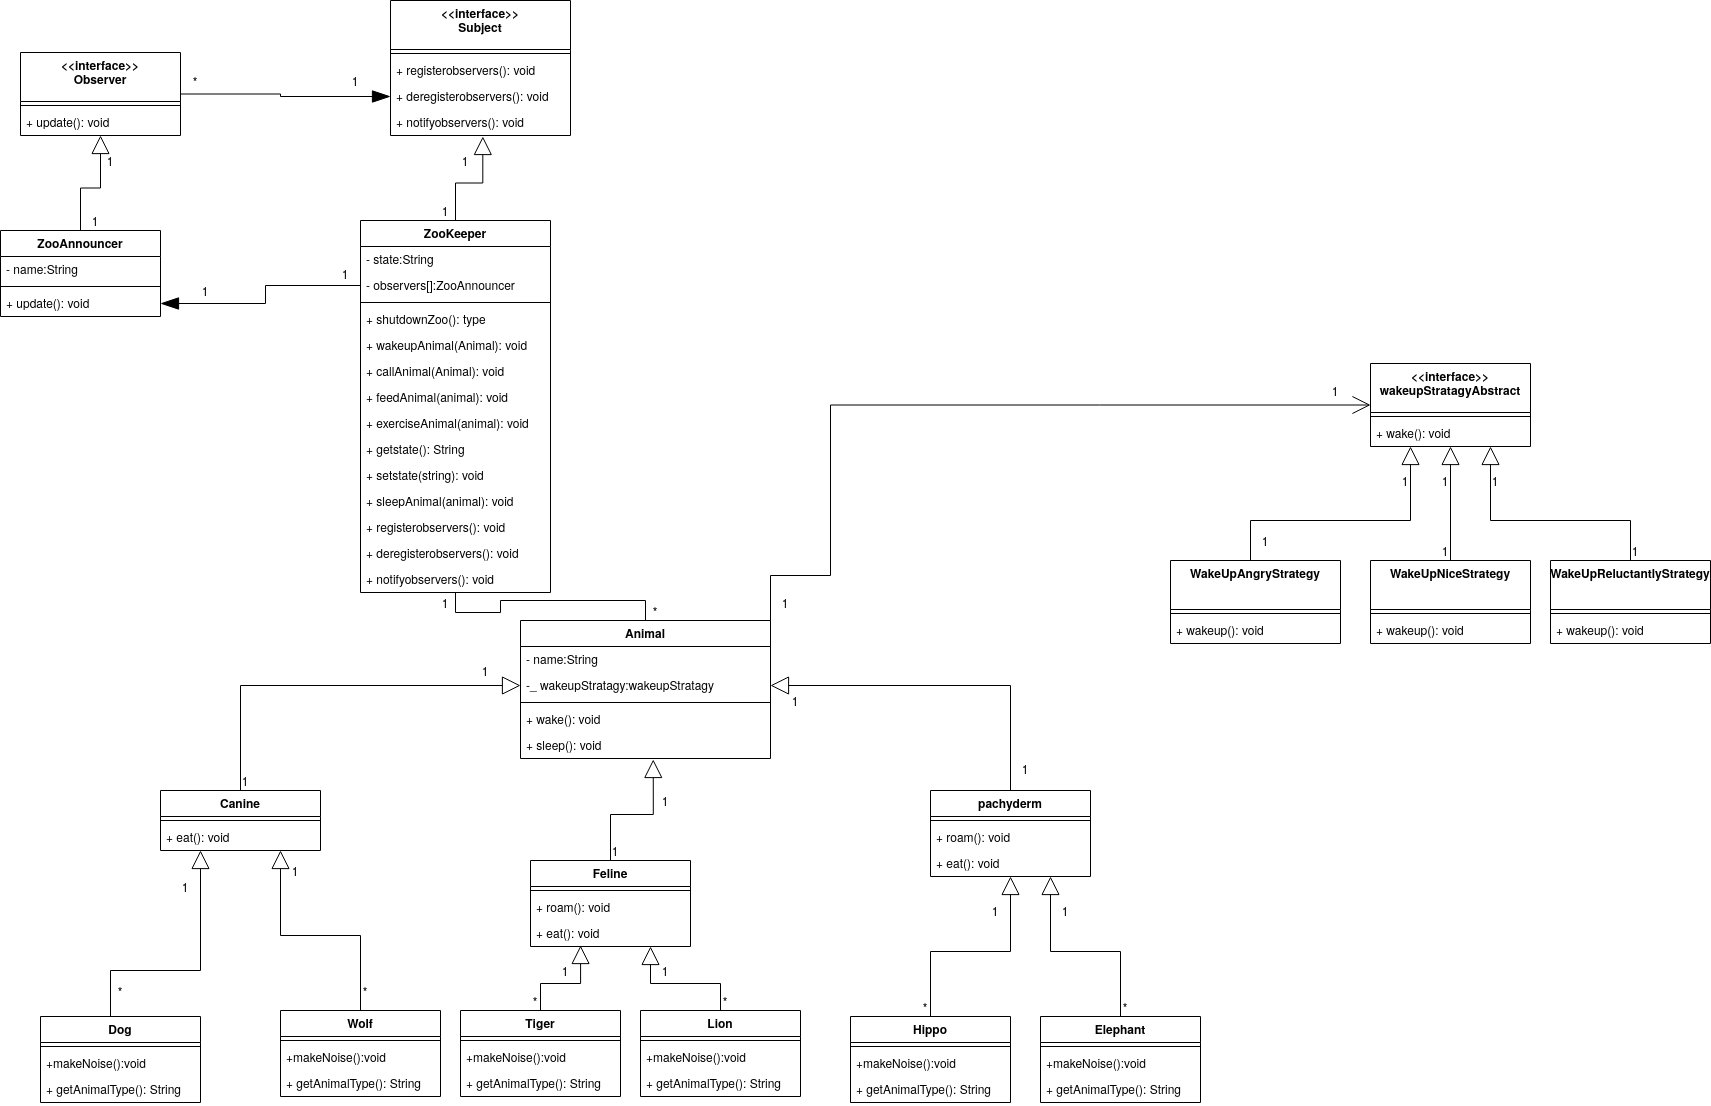 <<interface>>
Subject
+ registerobservers(): void
+ deregisterobservers(): void
+ notifyobservers(): void
<<interface>>
Observer
+ update(): void
*
1
1
1
1
1
ZooAnnouncer
- name:String
+ update(): void
1
1
ZooKeeper
- state:String
- observers[]:ZooAnnouncer
+ shutdownZoo(): type
+ wakeupAnimal(Animal): void
+ callAnimal(Animal): void
+ feedAnimal(animal): void
+ exerciseAnimal(animal): void
+ getstate(): String
+ setstate(string): void
+ sleepAnimal(animal): void
+ registerobservers(): void
+ deregisterobservers(): void
+ notifyobservers(): void
1
<<interface>>
wakeupStratagyAbstract
+ wake(): void
1
1
1
1
1
1
WakeUpAngryStrategy
+ wakeup(): void
WakeUpNiceStrategy
+ wakeup(): void
WakeUpReluctantlyStrategy
+ wakeup(): void
1
*
1
Animal
- name:String
-_ wakeupStratagy:wakeupStratagy
+ wake(): void
+ sleep(): void
1
1
1
1
1
1
Canine
+ eat(): void
Feline
+ roam(): void
+ eat(): void
pachyderm
+ roam(): void
+ eat(): void
1
1
1
1
1
1
*
*
*
*
*
*
Dog
+makeNoise():void
+ getAnimalType(): String
Wolf
+makeNoise():void
+ getAnimalType(): String
Tiger
+makeNoise():void
+ getAnimalType(): String
Lion
+makeNoise():void
+ getAnimalType(): String
Hippo
+makeNoise():void
+ getAnimalType(): String
Elephant
+makeNoise():void
+ getAnimalType(): String